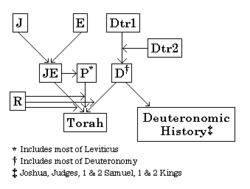 J E Dtr1
Dtr2
JE P* D†
R
Torah
Deuteronomic
History‡
* Includes most of Leviticus
† Includes most of Deuteronomy
‡ Joshua, Judges, 1 & 2 Samuel, 1 & 2 Kings